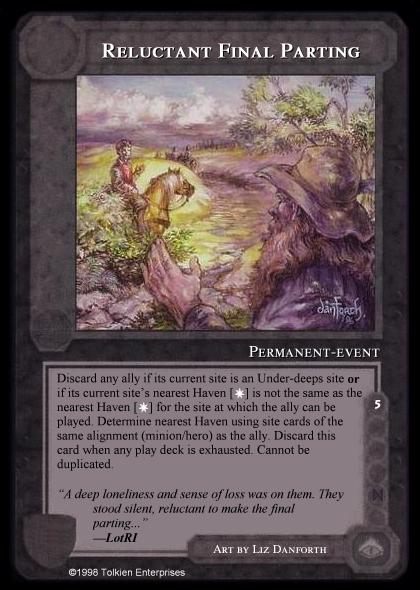 RELUCTANT FINAL PARTING
DANFORTH
PERMANENT-EVENT
Discard any ally if its current site is an Under-deeps site or
if its current site's nearest Haven [✷] is not the same as the
nearest Haven [✷] for the site at which the ally can be
played. Determine nearest Haven using site cards of the
same alignment (minion/hero) as the ally. Discard this
card when any play deck is exhausted. Cannot be
duplicated.
5
“A deep loneliness and sense of loss was on them. They
stood silent, reluctant to make the final
parting...”
—LotRI
ART BY LIZ DANFORTH
©1998 Tolkien Enterprises